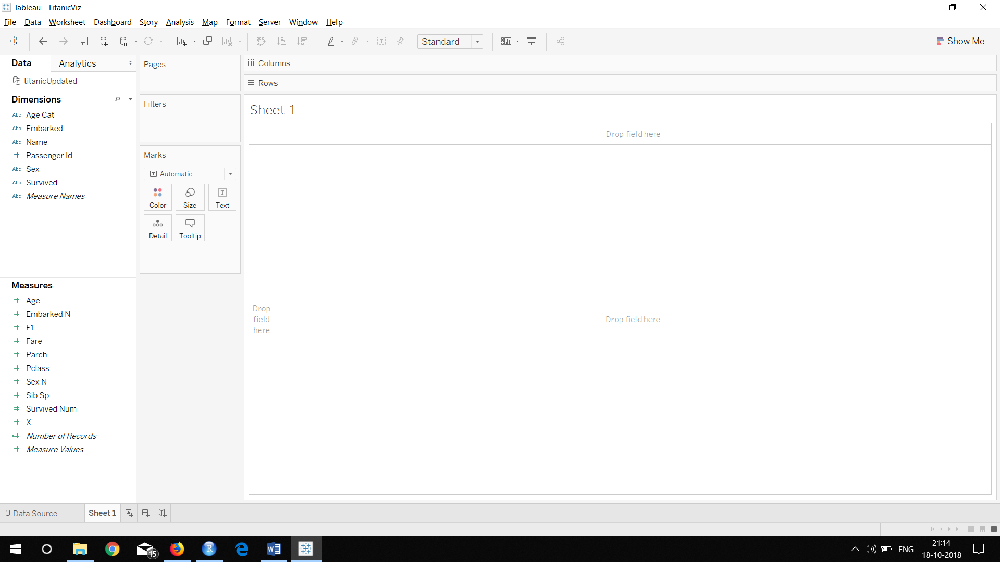 Tableau - TitanicViz
File Data Worksheet Dashboard Story Analysis Map Format Server Window Help
Standard
Show Me
Data Analytics
titanicUpdated
Dimensions
Abc Age Cat
Abc Embarked
Abc Name
# Passenger Id
Abc Sex
Abc Survived
Abc Measure Names
Measures
# Age
# Embarked N
# F1
# Fare
# Parch
# Pclass
# Sex N
# Sib Sp
# Survived Num
# X
=# Number of Records
# Measure Values
Pages
Filters
Marks
T Automatic
Color Size T Text
Detail Tooltip
Columns
Rows
Sheet 1
Drop field here
Drop
field
here
Drop field here
Data Source Sheet 1
15
R
ENG
21:14
18-10-2018